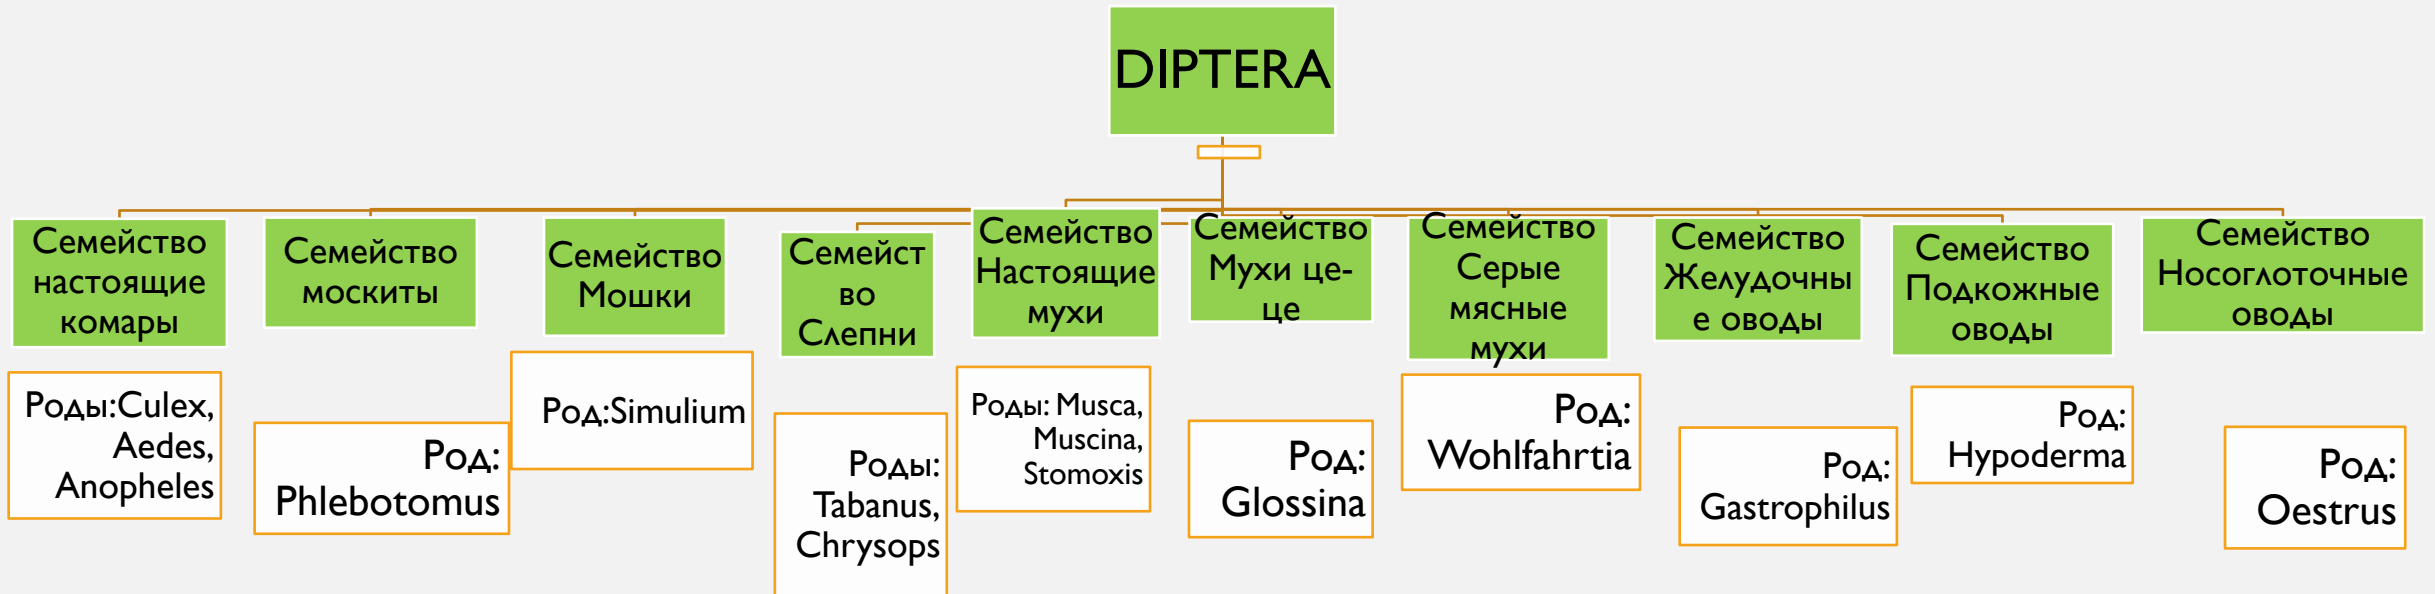 DIPTERA
Семейство
настоящие
комары
Семейство
москиты
Семейство
Мошки
Семейст
во
Слепни
Семейство
Настоящие
мухи
Семейство
Мухи це-
це
Семейство
Серые
мясные
мухи
Семейство
Желудочны
е оводы
Семейство
Подкожные
оводы
Семейство
Носоглоточные
оводы
Роды:Culex,
Aedes,
Anopheles
Род:
Phlebotomus
Род:Simulium
Роды:
Tabanus,
Chrysops
Роды: Musca,
Muscina,
Stomoxis
Род:
Glossina
Род:
Wohlfahrtia
Род:
Gastrophilus
Род:
Hypoderma
Род:
Oestrus